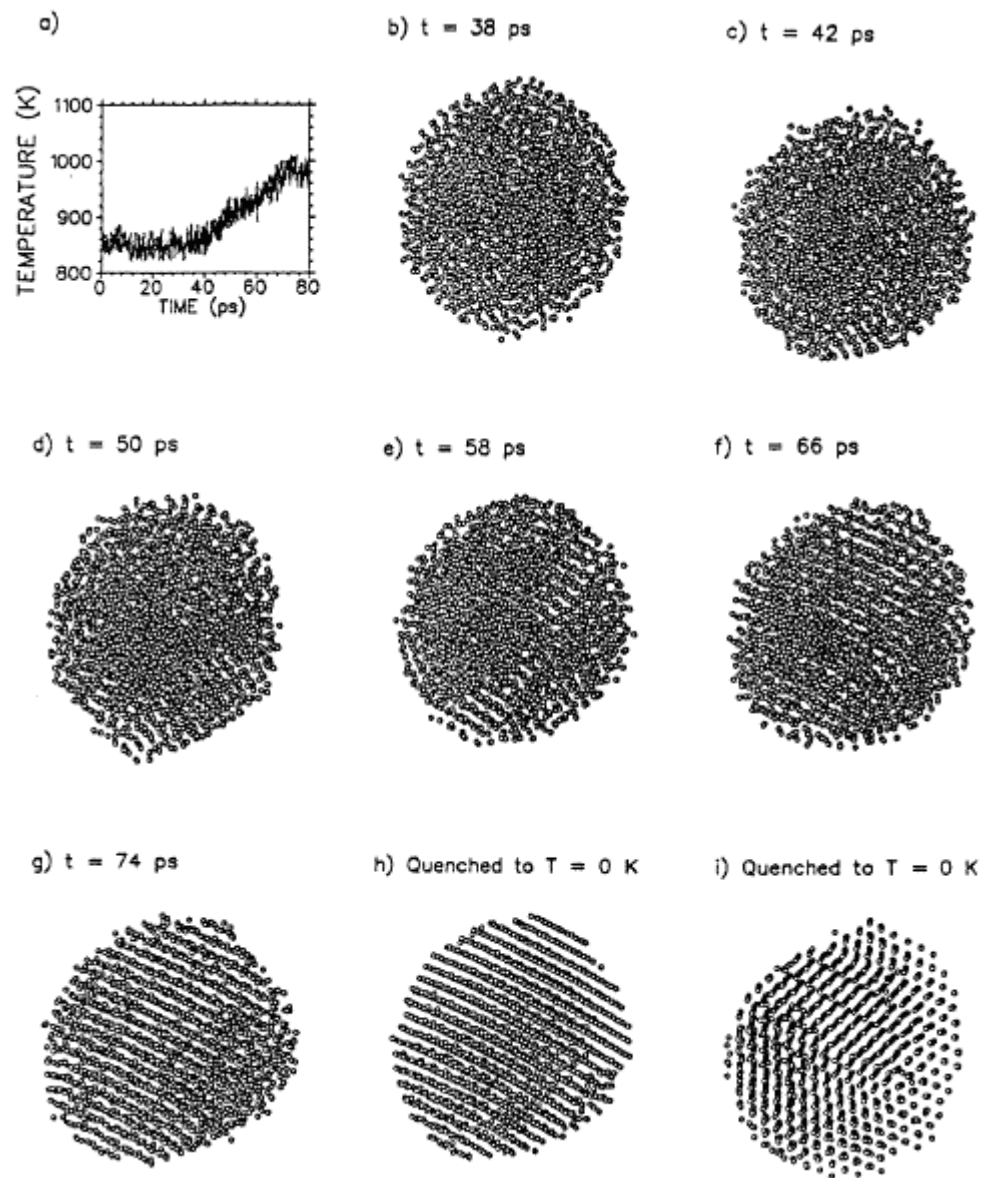 a)
b) t = 38 ps
c) t = 42 ps
TEMPERATURE (K)
1100
1000
900
800
0 20 40 60 80
TIME (ps)
d) t = 50 ps
e) t = 58 ps
f) t = 66 ps
g) t = 74 ps
h) Quenched to T = 0 K
i) Quenched to T = 0 K